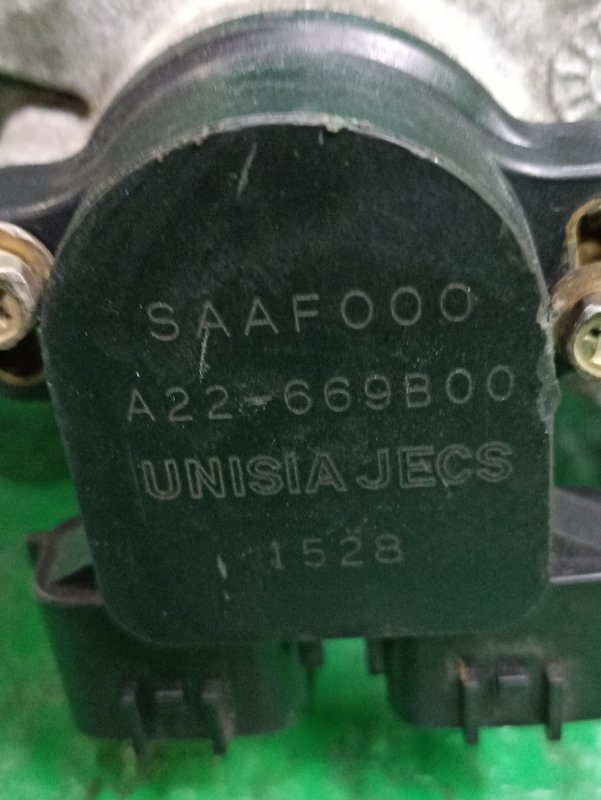 SAAF000
A22-669B00
UNISIA JECS
1528